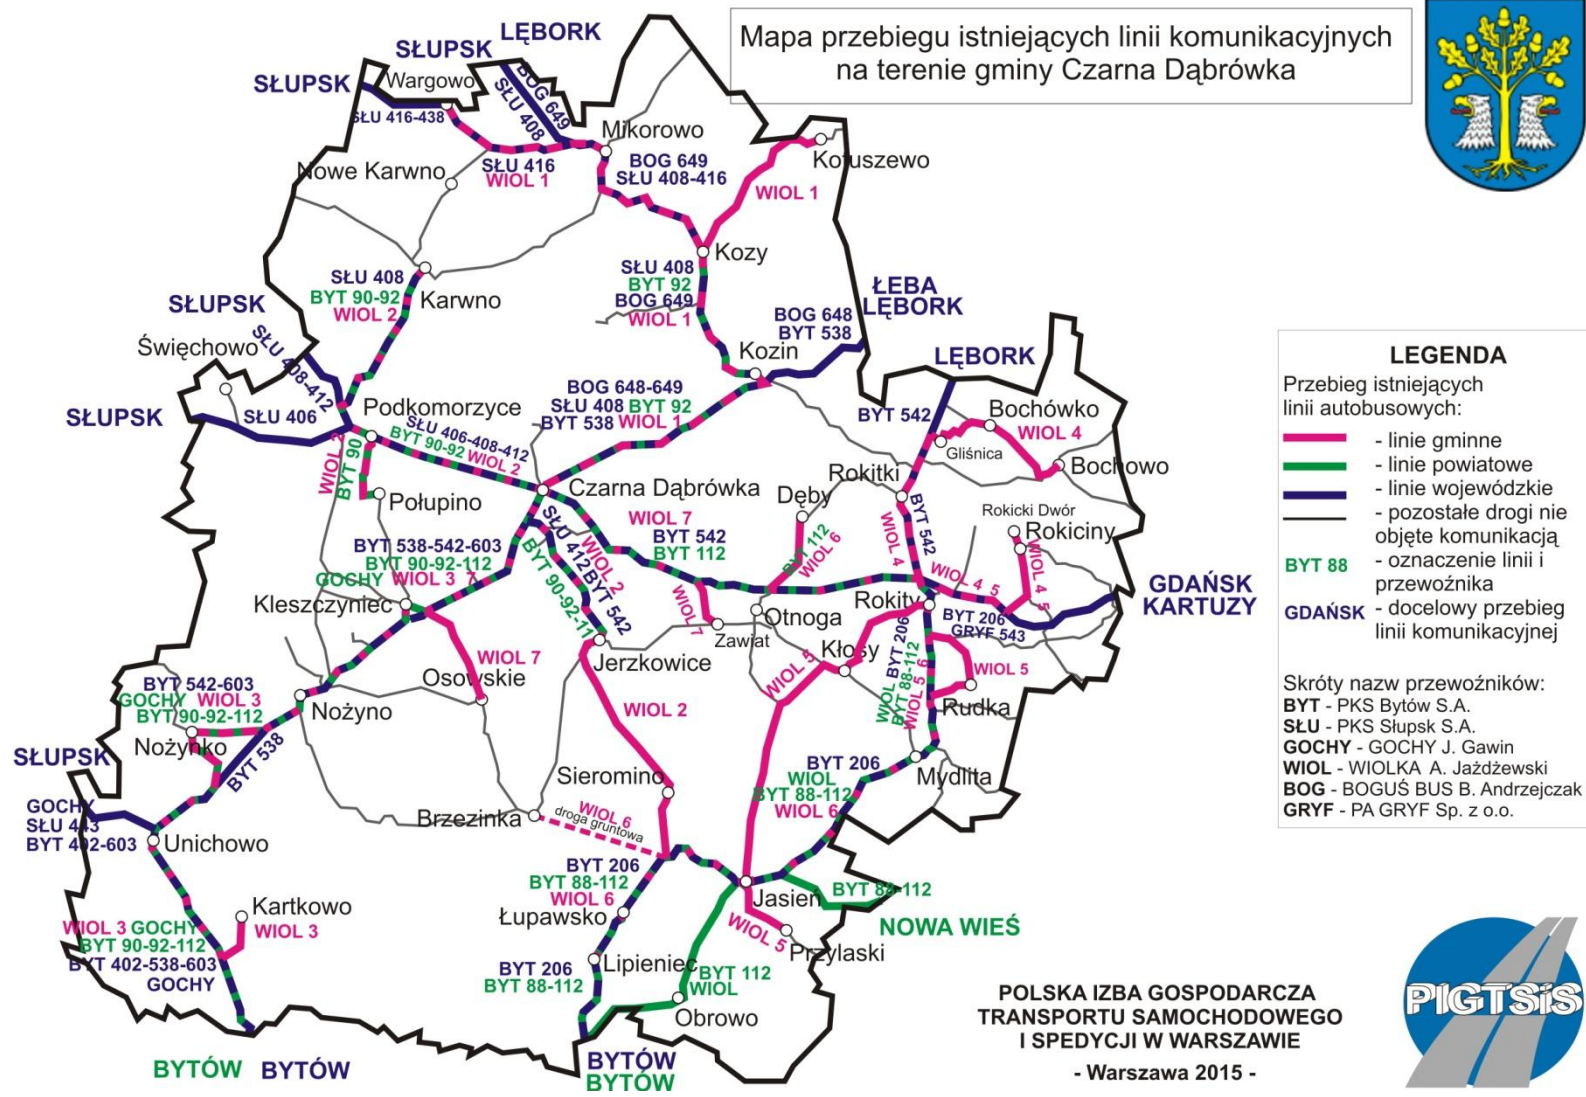 Mapa przebiegu istniejących linii komunikacyjnych
na terenie gminy Czarna Dąbrówka
LĘBORK
SŁUPSK
SŁUPSK
Wargowo
SŁU 416-438
BOG 649
SŁU 408
Mikorowo
Nowe Karwno
SŁU 416
WIOL 1
BOG 649
SŁU 408-416
Kotuszewo
WIOL 1
Kozy
SŁU 408
BYT 90-92
WIOL 2
Karwno
SŁU 408
BYT 92
BOG 649
WIOL 1
ŁEBA
LĘBORK
BOG 648
BYT 538
SŁUPSK
Święchowo
SŁU 408-412
Kozin
LĘBORK
SŁUPSK
SŁU 406
Podkomorzyce
SŁU 406-408-412
BYT 90-92 WIOL 2
BOG 648-649
SŁU 408 BYT 92
BYT 538 WIOL 1
BYT 542
Bochówko
WIOL 4
Gliśnica
Bochowo
WIOL 2
BYT 90
Połupino
Czarna Dąbrówka
Dęby
Rokitki
Rokicki Dwór
Rokiciny
WIOL 7
BYT 542
BYT 112
BYT 112
WIOL 6
BYT 542
WIOL 4
WIOL 4 5
WIOL 4 5
BYT 538-542-603
BYT 90-92-112
GOCHY WIOL 3 7
SŁU 412
BYT 542
WIOL 2
BYT 90-92-11
Kleszczyniec
WIOL 7
Zawiat
Otnoga
Rokity
BYT 206
GRYF 543
GDAŃSK
KARTUZY
WIOL 7
Osowskie
Jerzkowice
Kłosy
WIOL 5
BYT 206
WIOL
BYT 88-112
WIOL 5 6
WIOL 5
Rudka
BYT 542-603
GOCHY WIOL 3
BYT 90-92-112
Nożyno
Nożynko
BYT 538
WIOL 2
SŁUPSK
Sieromino
BYT 206
WIOL
BYT 88-112
WIOL 6
Mydlita
GOCHY
SŁU 443
BYT 402-603
Unichowo
Brzezinka
WIOL 6
droga gruntowa
BYT 206
BYT 88-112
WIOL 6
Łupawsko
Jasień
BYT 88-112
NOWA WIEŚ
Kartkowo
WIOL 3
WIOL 3 GOCHY
BYT 90-92-112
BYT 402-538-603
GOCHY
WIOL 5
Przylaski
Lipieniec
BYT 206
BYT 88-112
BYT 112
WIOL
Obrowo
BYTÓW
BYTÓW
BYTÓW
BYTÓW
LEGENDA
Przebieg istniejących
linii autobusowych:
- linie gminne
- linie powiatowe
- linie wojewódzkie
- pozostałe drogi nie
objęte komunikacją
BYT 88 - oznaczenie linii i
przewoźnika
GDAŃSK - docelowy przebieg
linii komunikacyjnej
Skróty nazw przewoźników:
BYT - PKS Bytów S.A.
SŁU - PKS Słupsk S.A.
GOCHY - GOCHY J. Gawin
WIOL - WIOLKA A. Jażdżewski
BOG - BOGUŚ BUS B. Andrzejczak
GRYF - PA GRYF Sp. z o.o.
POLSKA IZBA GOSPODARCZA
TRANSPORTU SAMOCHODOWEGO
I SPEDYCJI W WARSZAWIE
- Warszawa 2015 -
PIGTSiS